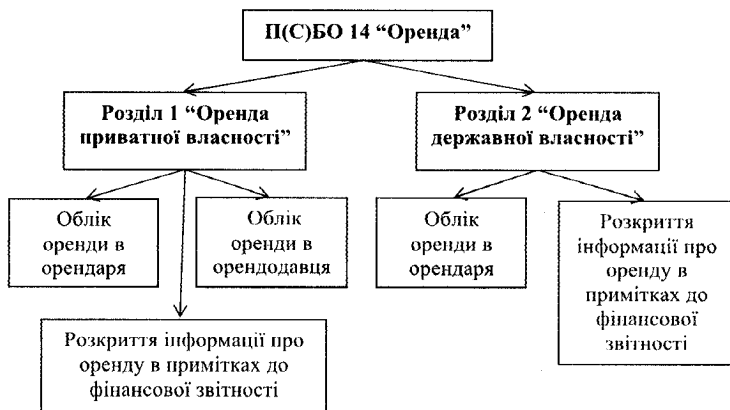 П(С)БО 14 “Оренда”
Розділ 1 “Оренда
приватної власності”
Розділ 2 “Оренда
державної власності”
Облік
оренди в
орендаря
Облік
оренди в
орендодавця
Облік
оренди в
орендаря
Розкриття
інформації про
оренду в
примітках до
фінансової
звітності
Розкриття інформації про
оренду в примітках до
фінансової звітності